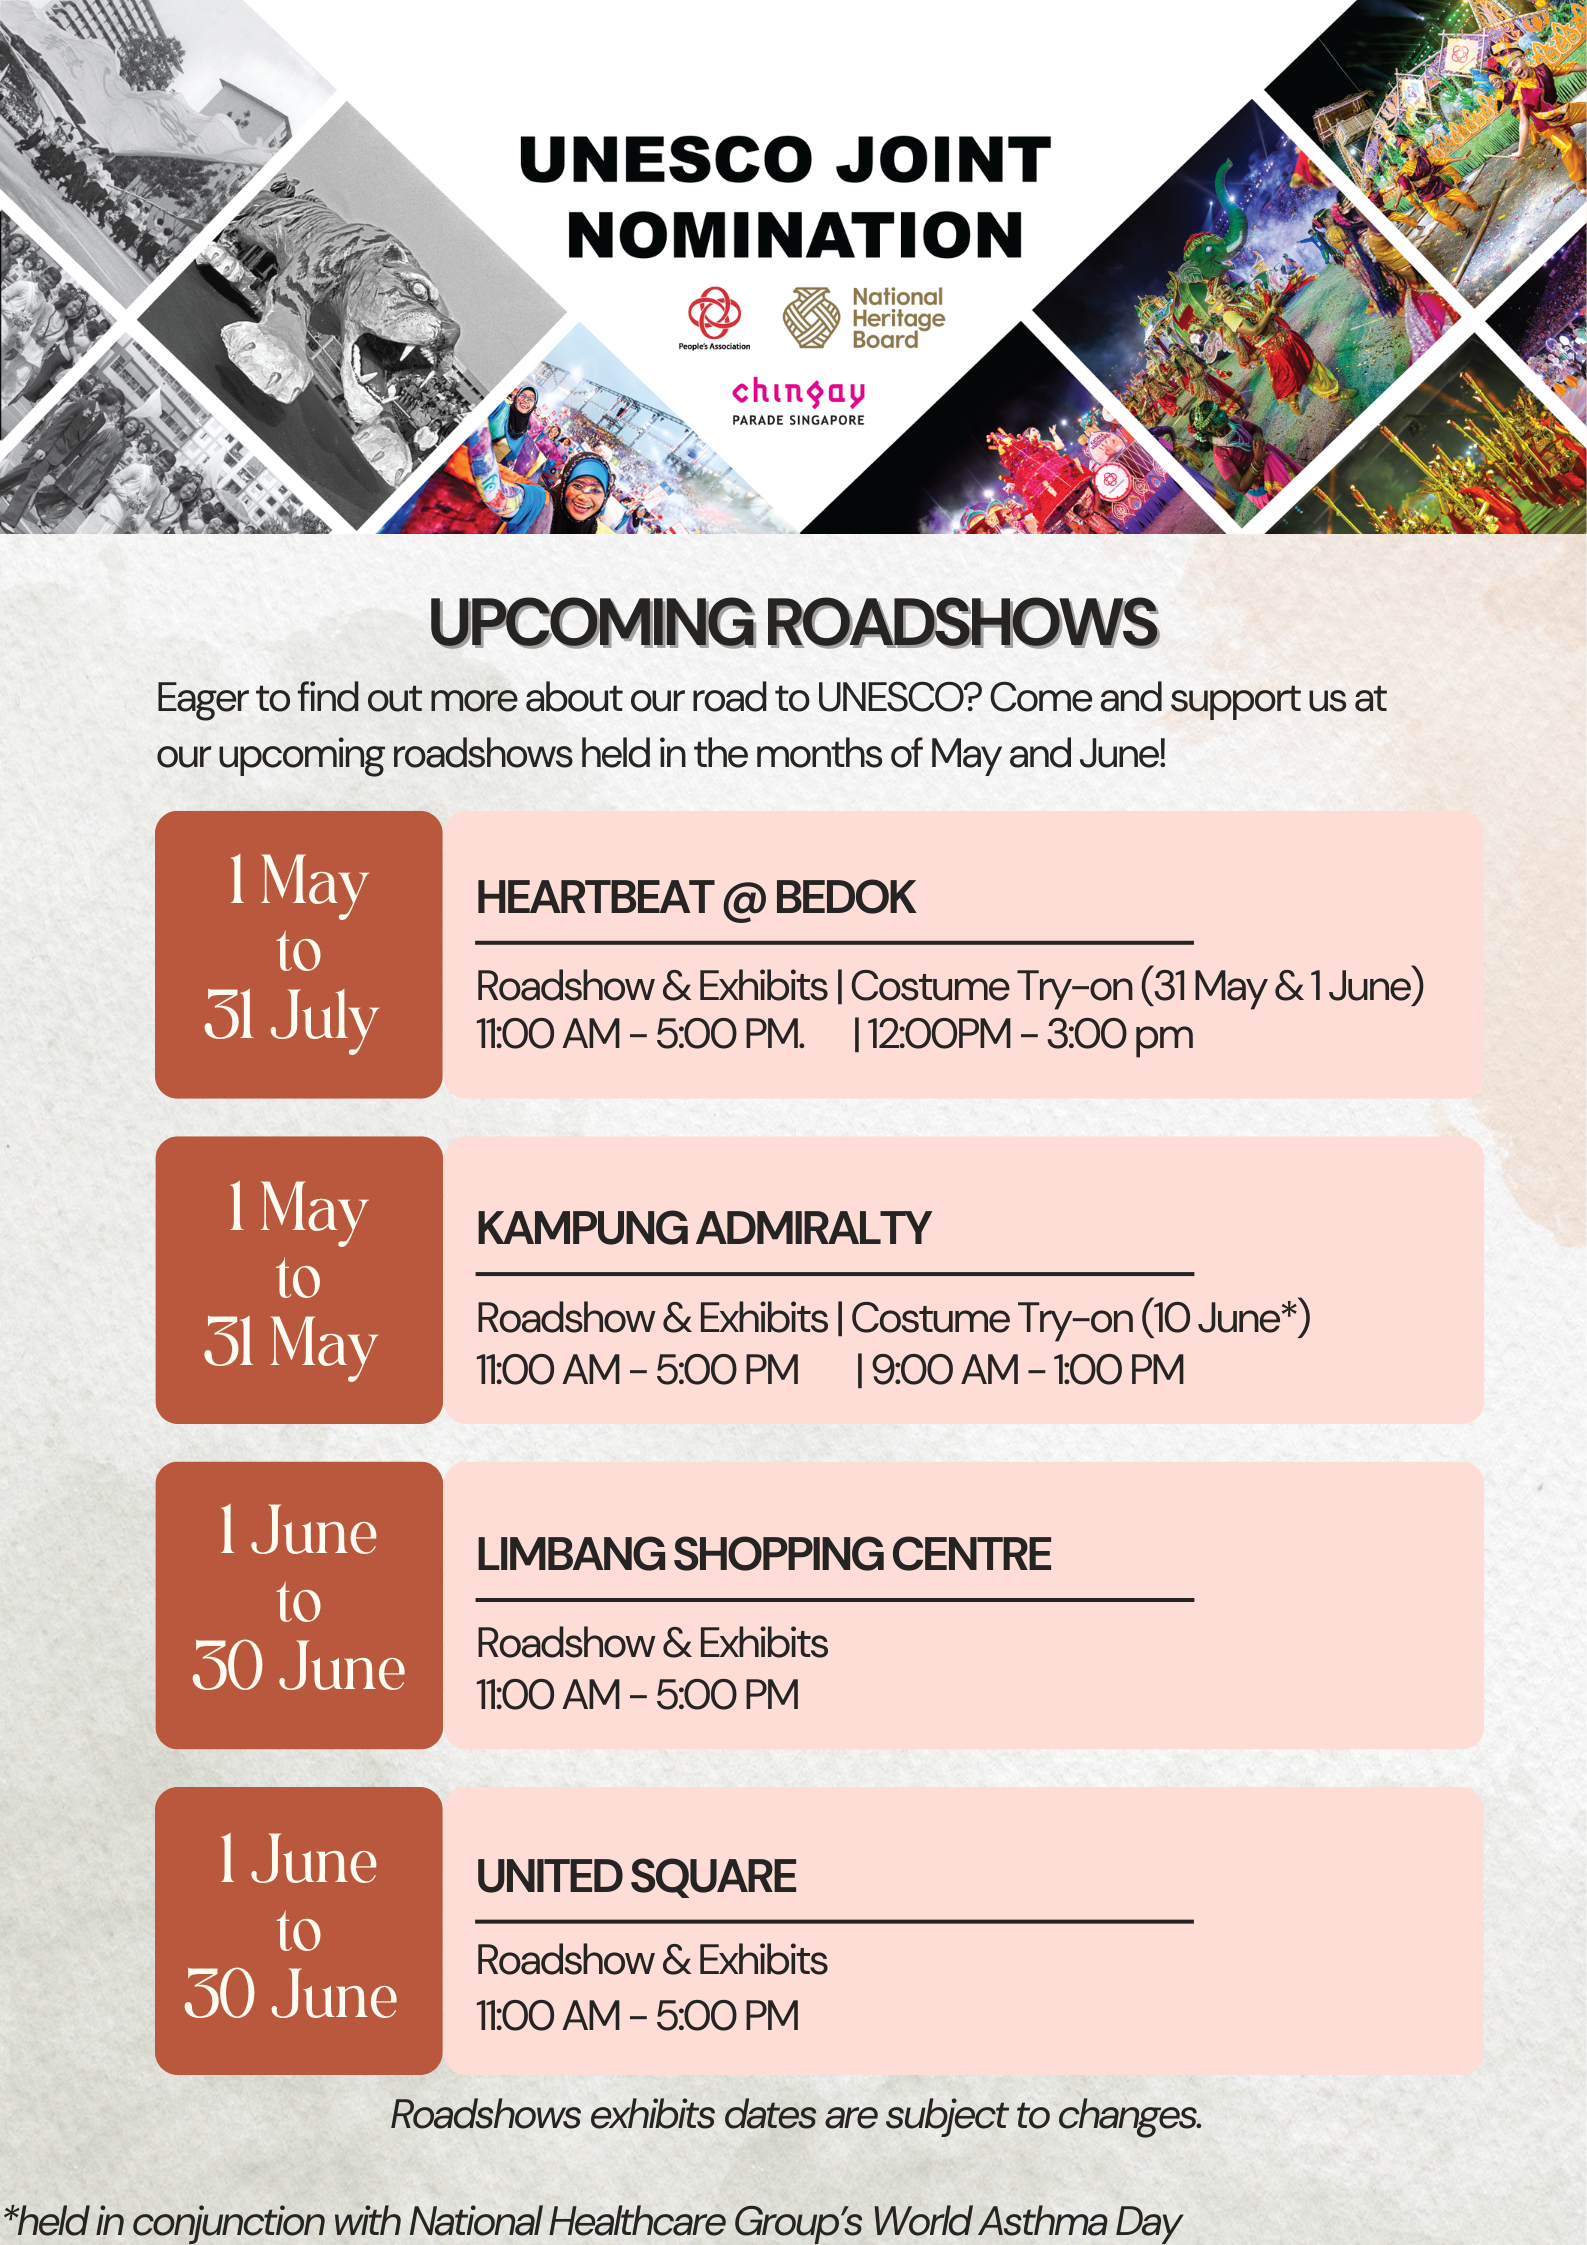 UNESCO JOINT
NOMINATION
People's Association
National
Heritage
Board
chingay
PARADE SINGAPORE
UPCOMING ROADSHOWS
Eager to find out more about our road to UNESCO? Come and support us at
our upcoming roadshows held in the months of May and June!
1 May
to
31 July
HEARTBEAT @ BEDOK
Roadshow & Exhibits | Costume Try-on (31 May & 1 June)
11:00 AM - 5:00 PM. | 12:00PM - 3:00 pm
1 May
to
31 May
KAMPUNG ADMIRALTY
Roadshow & Exhibits | Costume Try-on (10 June*)
11:00 AM - 5:00 PM | 9:00 AM - 1:00 PM
1 June
to
30 June
LIMBANG SHOPPING CENTRE
Roadshow & Exhibits
11:00 AM - 5:00 PM
1 June
to
30 June
UNITED SQUARE
Roadshow & Exhibits
11:00 AM - 5:00 PM
Roadshows exhibits dates are subject to changes.
*held in conjunction with National Healthcare Group's World Asthma Day